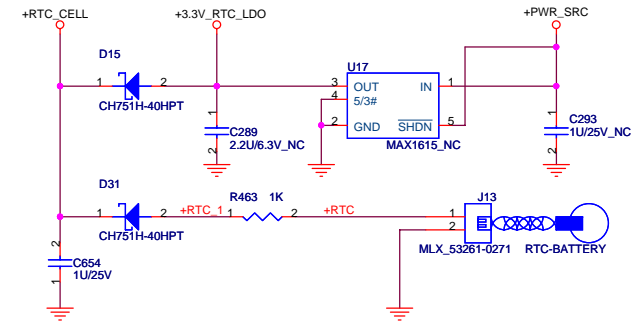 +RTC_CELL
+3.3V_RTC_LDO
+PWR_SRC
D15
U17
1
2
3
OUT
IN
1
4
5/3#
CH751H-40HPT
1
2
C289
2.2U/6.3V_NC
2
GND
SHDN
5
MAX1615_NC
1
2
C293
1U/25V_NC
D31
1
2
CH751H-40HPT
+RTC_1
R463 1K
1
2
+RTC
J13
1
2
MLX_53261-0271
RTC-BATTERY
2
1
C654
1U/25V